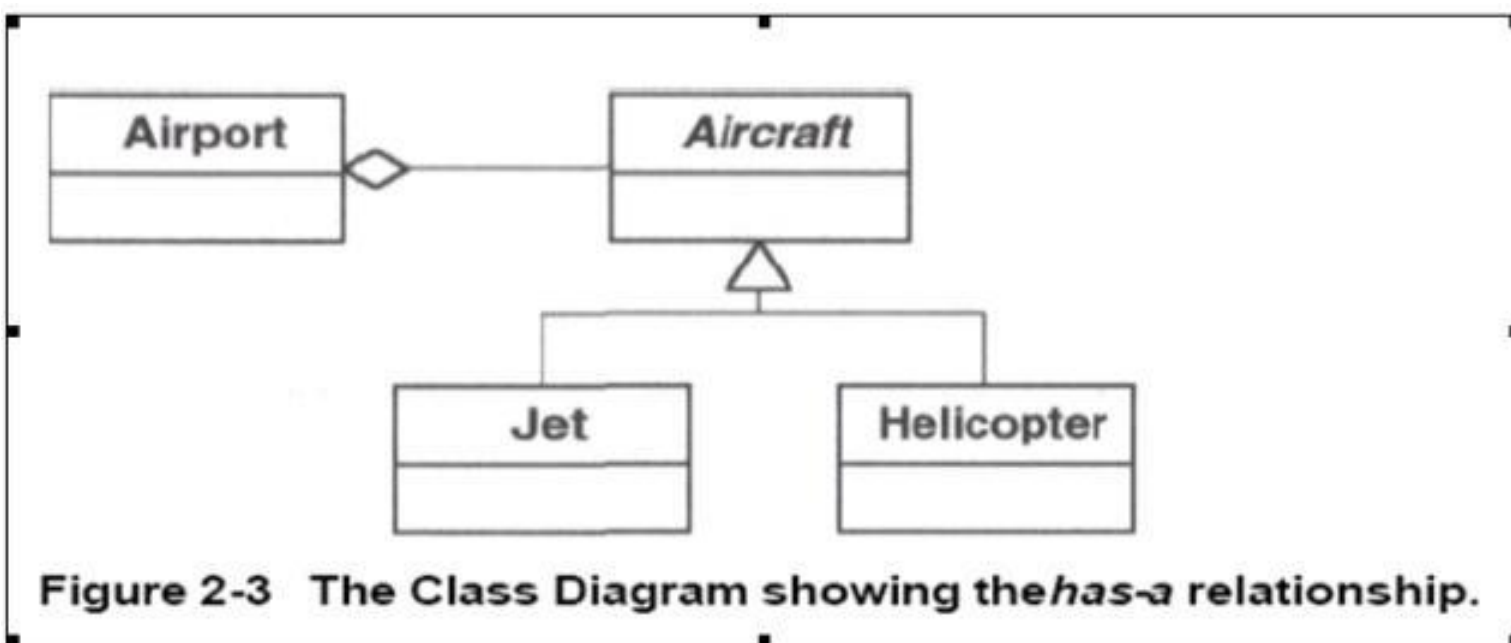 Airport
Aircraft
Jet
Helicopter
Figure 2-3 The Class Diagram showing thehas-a relationship.